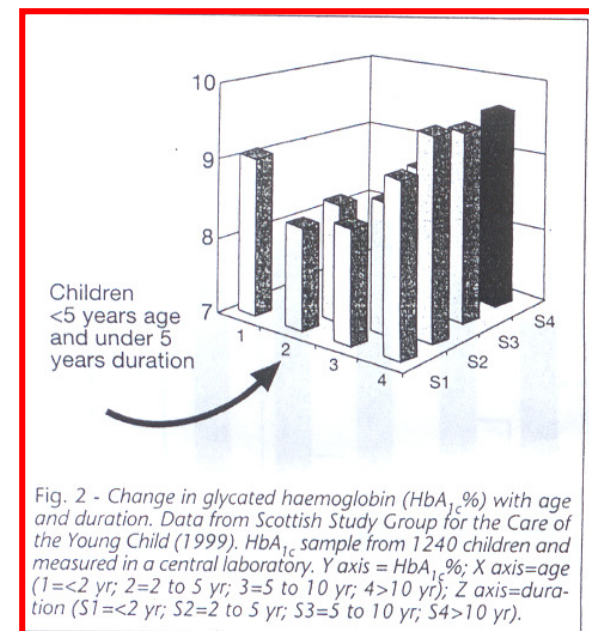 10
9
8
7
Children
<5 years age
and under 5
years duration
1
2
3
4
S1
S2
S3
S4
Fig. 2 - Change in glycated haemoglobin (HbA1c%) with age
and duration. Data from Scottish Study Group for the Care of
the Young Child (1999). HbA1c sample from 1240 children and
measured in a central laboratory. Y axis = HbA1c%; X axis=age
(1=<2 yr; 2=2 to 5 yr; 3=5 to 10 yr; 4>10 yr); Z axis=dura-
tion (S1=<2 yr; S2=2 to 5 yr; S3=5 to 10 yr; S4>10 yr).